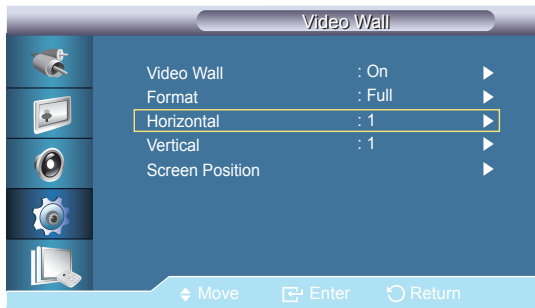 Video Wall
Video Wall : On
Format : Full
Horizontal : 1
Vertical : 1
Screen Position
Move Enter Return